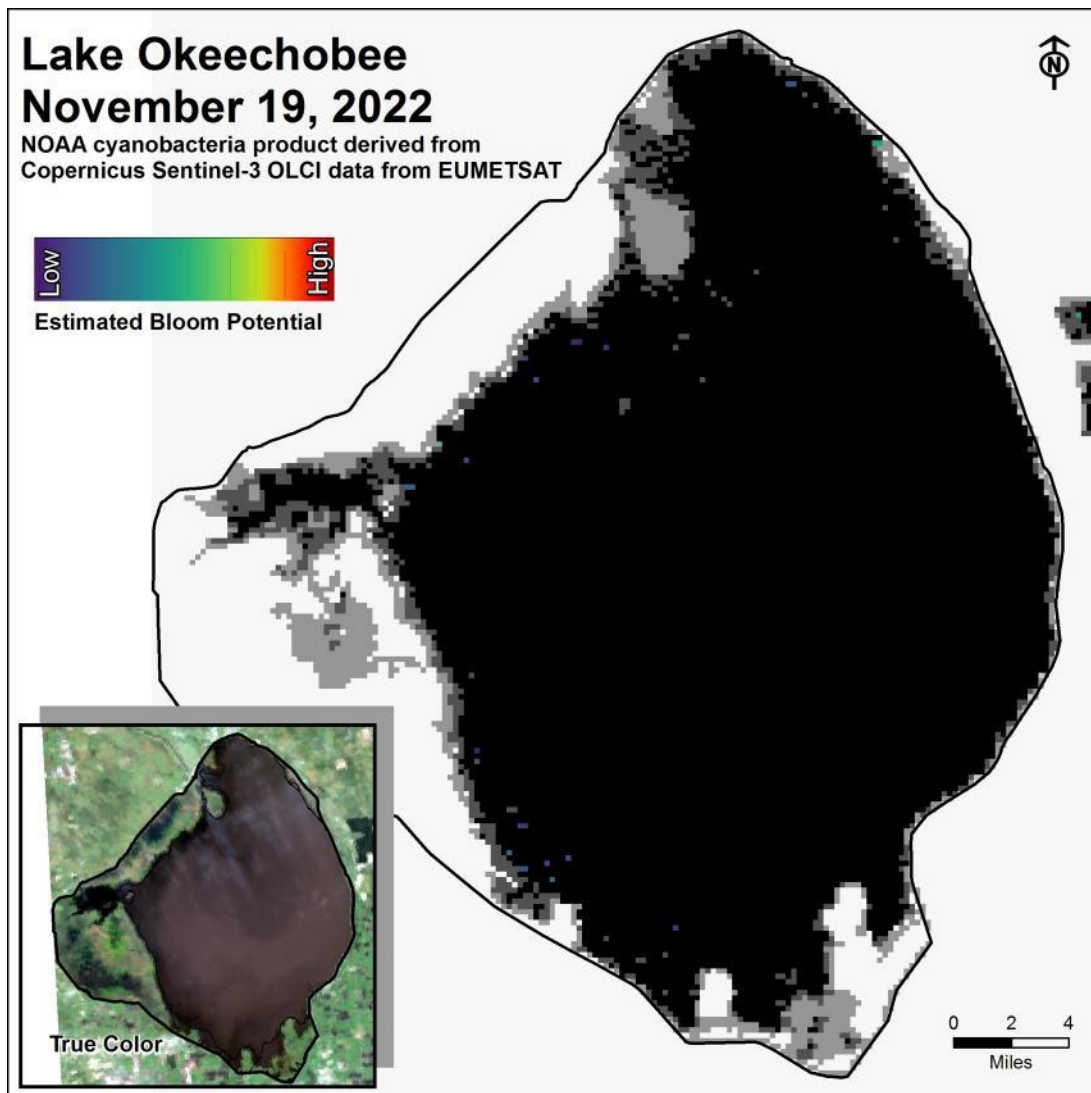 Lake Okeechobee
November 19, 2022
NOAA cyanobacteria product derived from
Copernicus Sentinel-3 OLCI data from EUMETSAT
N
Low
High
Estimated Bloom Potential
True Color
0 2 4
Miles